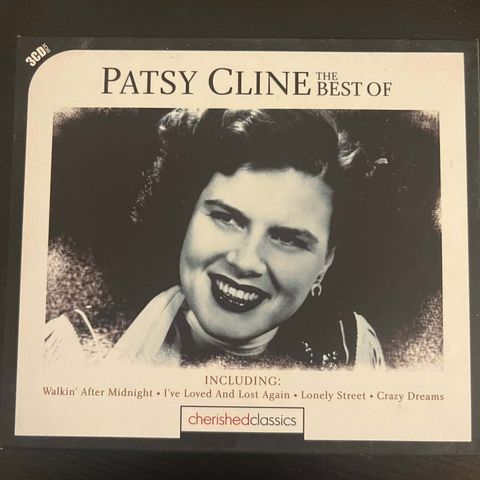 3CD SET
PATSY CLINE THE BEST OF
INCLUDING:
Walkin' After Midnight • I've Loved And Lost Again • Lonely Street • Crazy Dreams
cherishedclassics